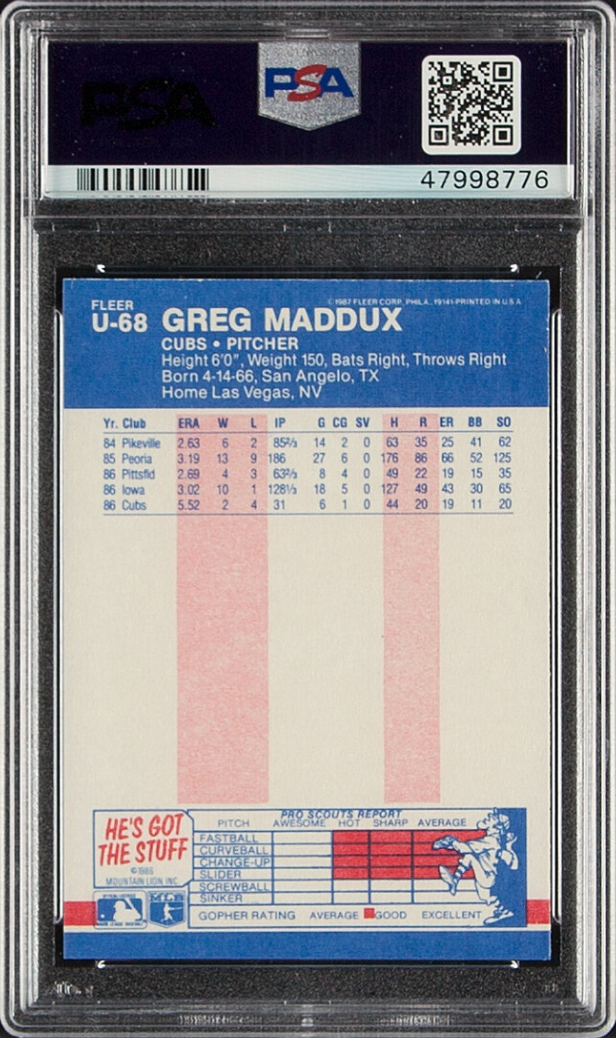 PSA
PSA
47998776
© 1987 FLEER CORP., PHILA., 19141-PRINTED IN U.S.A.
FLEER
U-68 GREG MADDUX
CUBS • PITCHER
Height 6'0", Weight 150, Bats Right, Throws Right
Born 4-14-66, San Angelo, TX
Home Las Vegas, NV
Yr. Club ERA W L IP G CG SV H R ER BB SO
84 Pikeville 2.63 6 2 85⅔ 14 2 0 63 35 25 41 62
85 Peoria 3.19 13 9 186 27 6 0 176 86 66 52 125
86 Pittsfld 2.69 4 3 63⅔ 8 4 0 49 22 19 15 35
86 Iowa 3.02 10 1 128⅓ 18 5 0 127 49 43 30 65
86 Cubs 5.52 2 4 31 6 1 0 44 20 19 11 20
HE'S GOT
THE STUFF
©1986
MOUNTAIN LION INC.
PRO SCOUTS REPORT
PITCH AWESOME HOT SHARP AVERAGE
FASTBALL
CURVEBALL
CHANGE-UP
SLIDER
SCREWBALL
SINKER
GOPHER RATING AVERAGE GOOD EXCELLENT